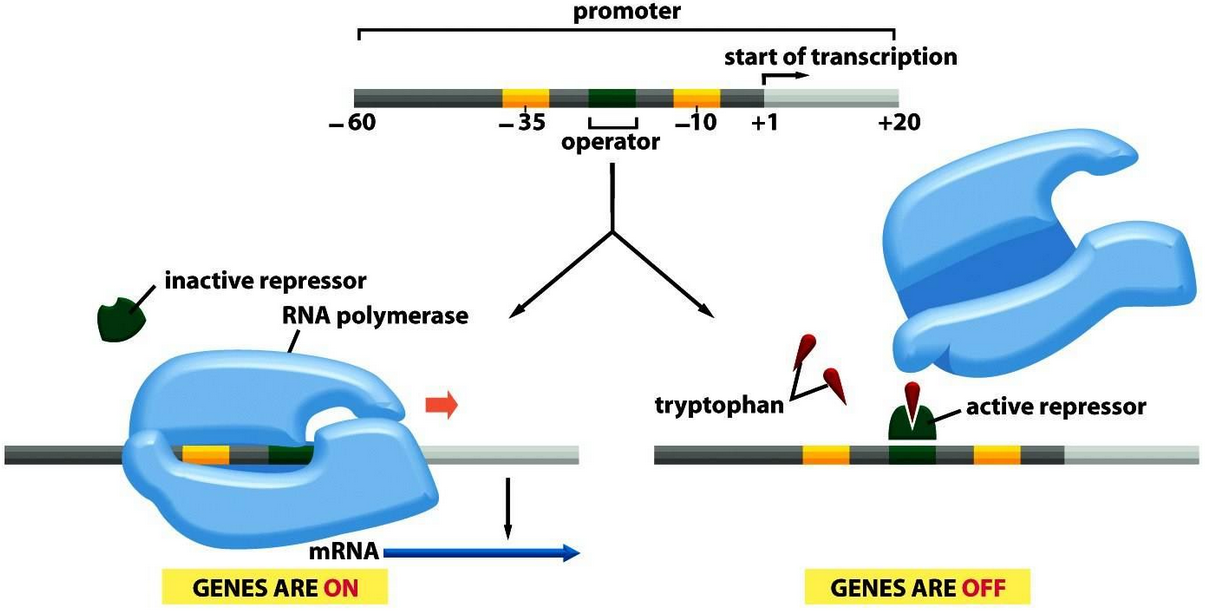 promoter
start of transcription
–60
–35
–10
+1
+20
operator
inactive repressor
RNA polymerase
tryptophan
active repressor
mRNA
GENES ARE ON
GENES ARE OFF